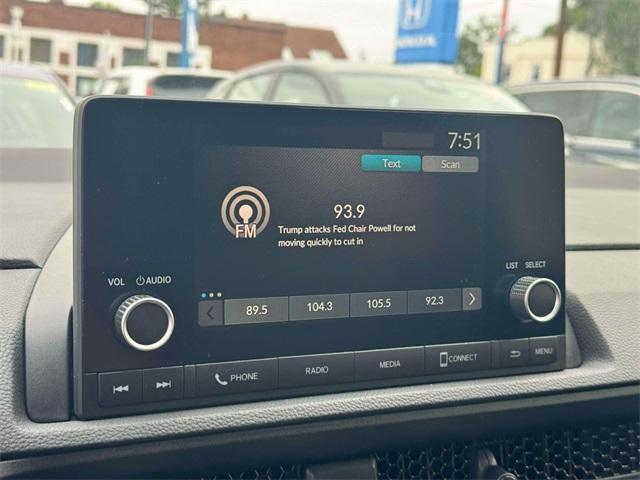 HONDA
7:51
Text Scan
93.9
FM
Trump attacks Fed Chair Powell for not
moving quickly to cut in
VOL AUDIO
LIST SELECT
89.5 104.3 105.5 92.3
PHONE RADIO MEDIA CONNECT MENU